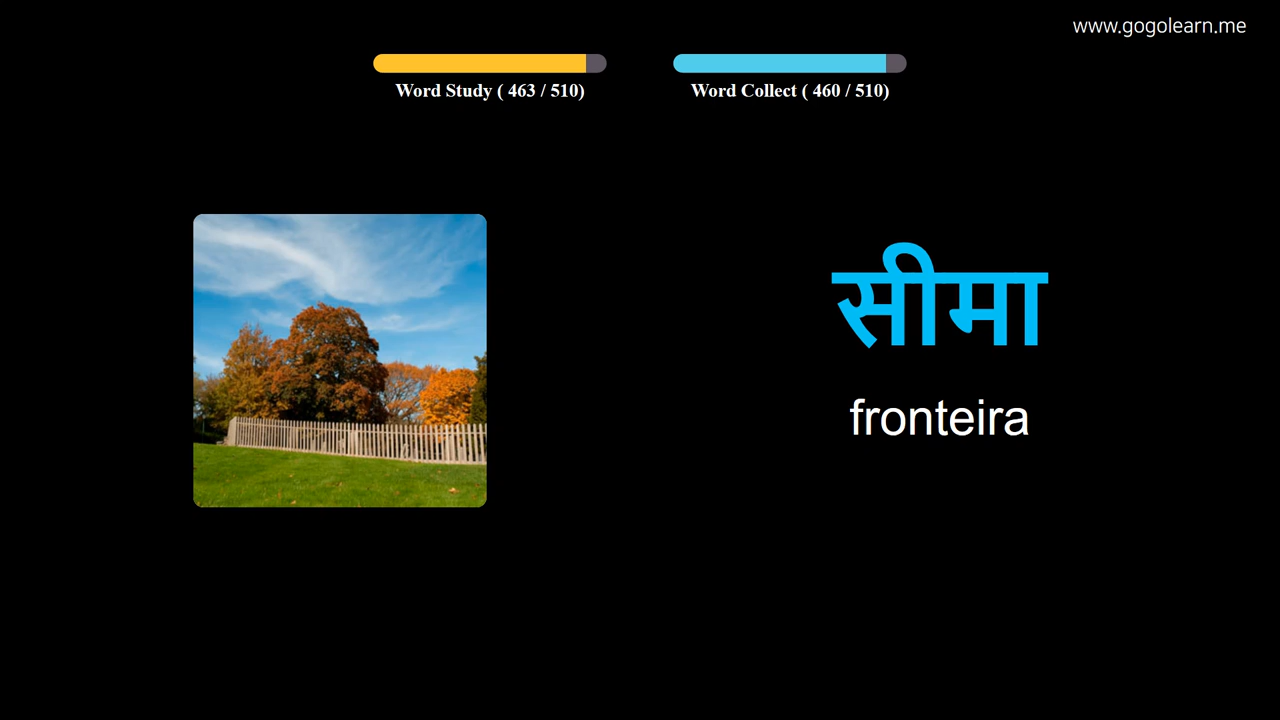 www.gogolearn.me
Word Study ( 463 / 510)
Word Collect ( 460 / 510)
सीमा
fronteira